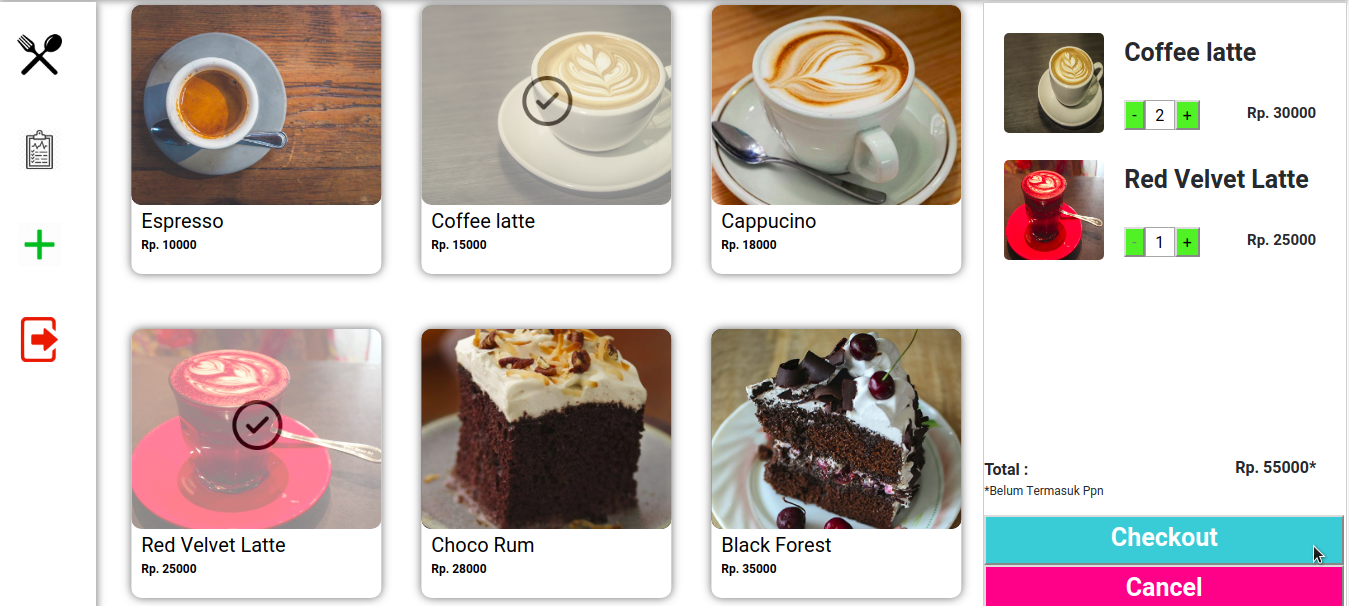 Espresso
Rp. 10000
Coffee latte
Rp. 15000
Cappucino
Rp. 18000
Red Velvet Latte
Rp. 25000
Choco Rum
Rp. 28000
Black Forest
Rp. 35000
Coffee latte
- 2 + Rp. 30000
Red Velvet Latte
- 1 + Rp. 25000
Total : Rp. 55000*
*Belum Termasuk Ppn
Checkout
Cancel